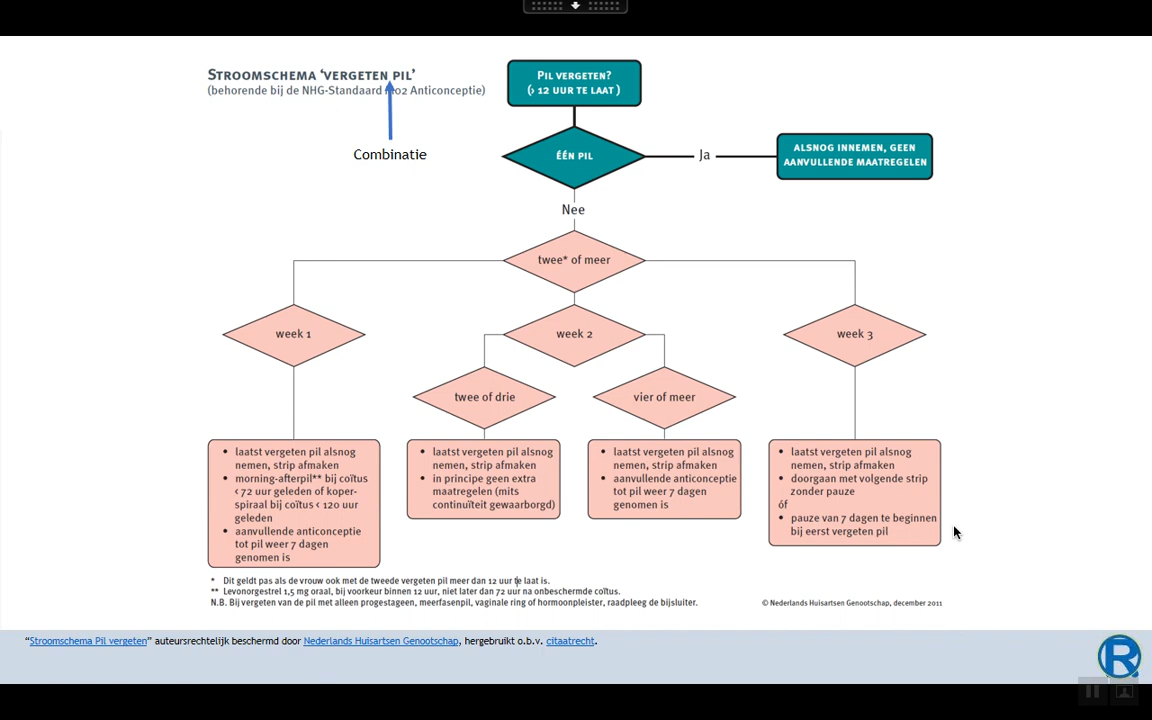 STROOMSCHEMA ‘VERGETEN PIL’
(behorende bij de NHG-Standaard 02 Anticonceptie)
Combinatie
PIL VERGETEN?
(> 12 UUR TE LAAT )
ÉÉN PIL
Ja
ALSNOG INNEMEN, GEEN
AANVULLENDE MAATREGELEN
Nee
twee* of meer
week 1
week 2
week 3
twee of drie
vier of meer
• laatst vergeten pil alsnog
nemen, strip afmaken
• morning-afterpil** bij coïtus
< 72 uur geleden of koper-
spiraal bij coïtus < 120 uur
geleden
• aanvullende anticonceptie
tot pil weer 7 dagen
genomen is
• laatst vergeten pil alsnog
nemen, strip afmaken
• in principe geen extra
maatregelen (mits
continuïteit gewaarborgd)
• laatst vergeten pil alsnog
nemen, strip afmaken
• aanvullende anticonceptie
tot pil weer 7 dagen
genomen is
• laatst vergeten pil alsnog
nemen, strip afmaken
• doorgaan met volgende strip
zonder pauze
óf
• pauze van 7 dagen te beginnen
bij eerst vergeten pil
* Dit geldt pas als de vrouw ook met de tweede vergeten pil meer dan 12 uur te laat is.
** Levonorgestrel 1,5 mg oraal, bij voorkeur binnen 12 uur, niet later dan 72 uur na onbeschermde coïtus.
N.B. Bij vergeten van de pil met alleen progestageen, meerfasenpil, vaginale ring of hormoonpleister, raadpleeg de bijsluiter.
© Nederlands Huisartsen Genootschap, december 2011
“Stroomschema Pil vergeten” auteursrechtelijk beschermd door Nederlands Huisartsen Genootschap, hergebruikt o.b.v. citaatrecht.
R